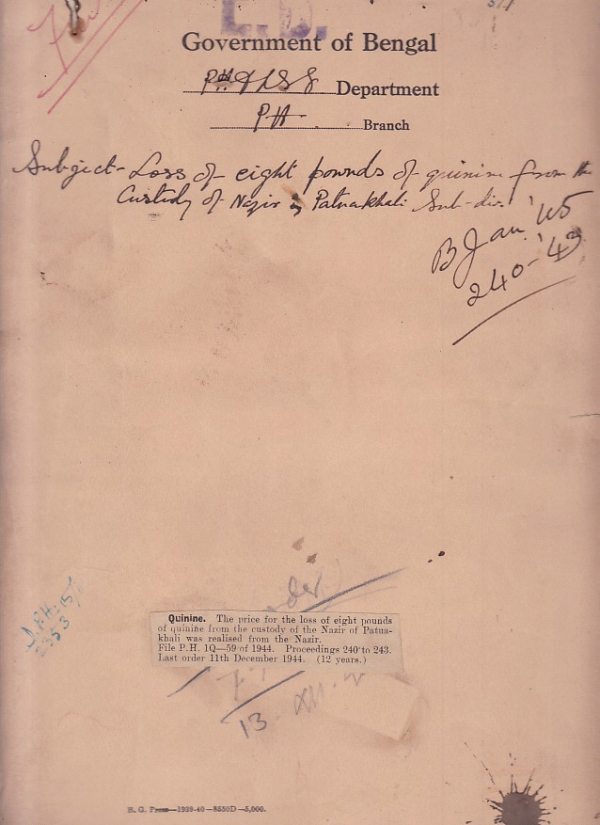 L.D.
Government of Bengal
P.H. & L.S.G Department
P.H. Branch
Subject- Loss of eight pounds of quinine from the
Custody of Nazir of Patuakhali Sub-div.
B Jan. '45
240-'43
Quinine. The price for the loss of eight pounds
of quinine from the custody of the Nazir of Patua-
khali was realised from the Nazir.
File P.H. 1Q—59 of 1944. Proceedings 240 to 243.
Last order 11th December 1944. (12 years.)
13
B. G. Press—1939-40—8559D—5,000.